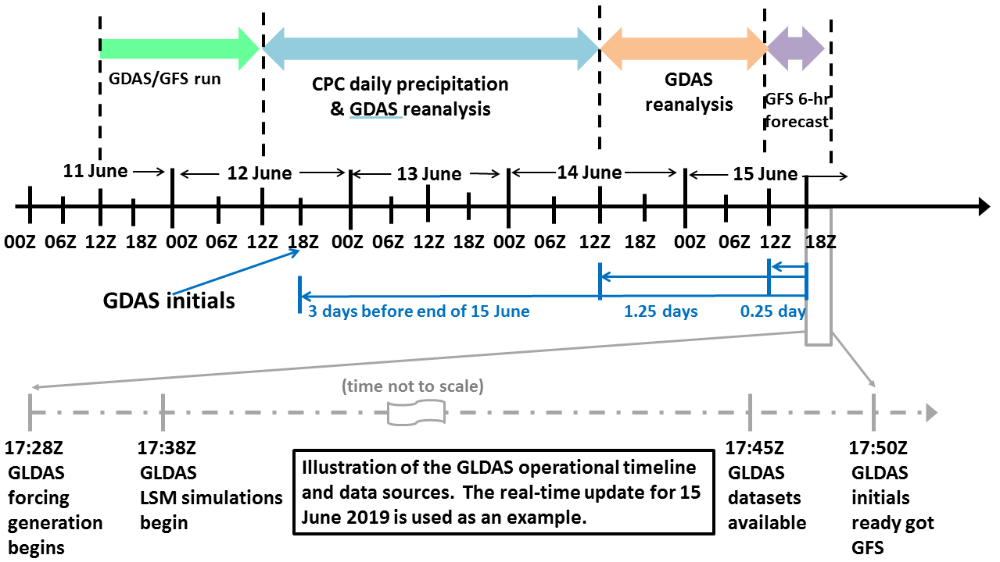 GDAS/GFS run
CPC daily precipitation
& GDAS reanalysis
GDAS
reanalysis
GFS 6-hr
forecast
11 June
12 June
13 June
14 June
15 June
00Z 06Z 12Z 18Z 00Z 06Z 12Z 18Z 00Z 06Z 12Z 18Z 00Z 06Z 12Z 18Z 00Z 06Z 12Z 18Z
GDAS initials
3 days before end of 15 June
1.25 days
0.25 day
(time not to scale)
17:28Z
GLDAS
forcing
generation
begins
17:38Z
GLDAS
LSM simulations
begin
Illustration of the GLDAS operational timeline
and data sources.  The real-time update for 15
June 2019 is used as an example.
17:45Z
GLDAS
datasets
available
17:50Z
GLDAS
initials
ready got
GFS